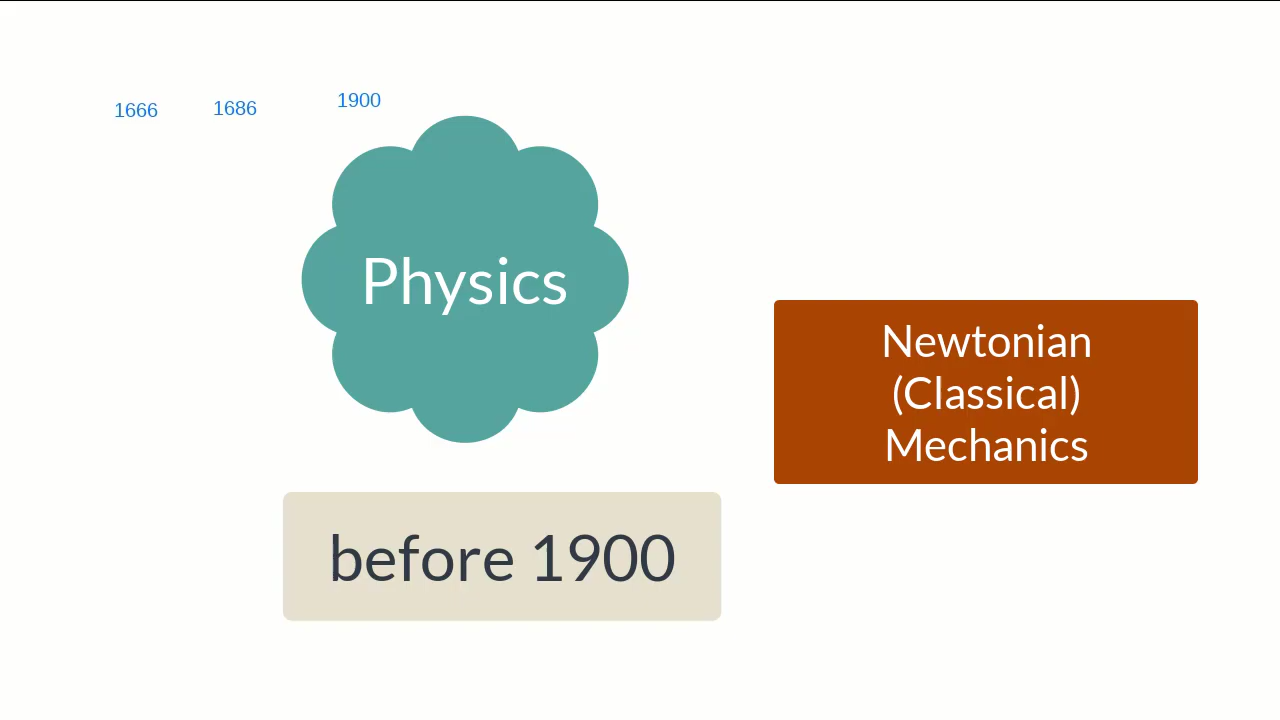 1666 1686 1900
Physics
Newtonian
(Classical)
Mechanics
before 1900